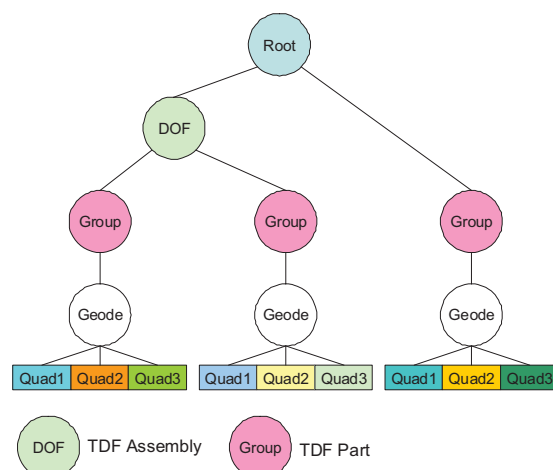 Root
DOF
Group Group Group
Geode Geode Geode
Quad1 Quad2 Quad3 Quad1 Quad2 Quad3 Quad1 Quad2 Quad3
DOF TDF Assembly Group TDF Part